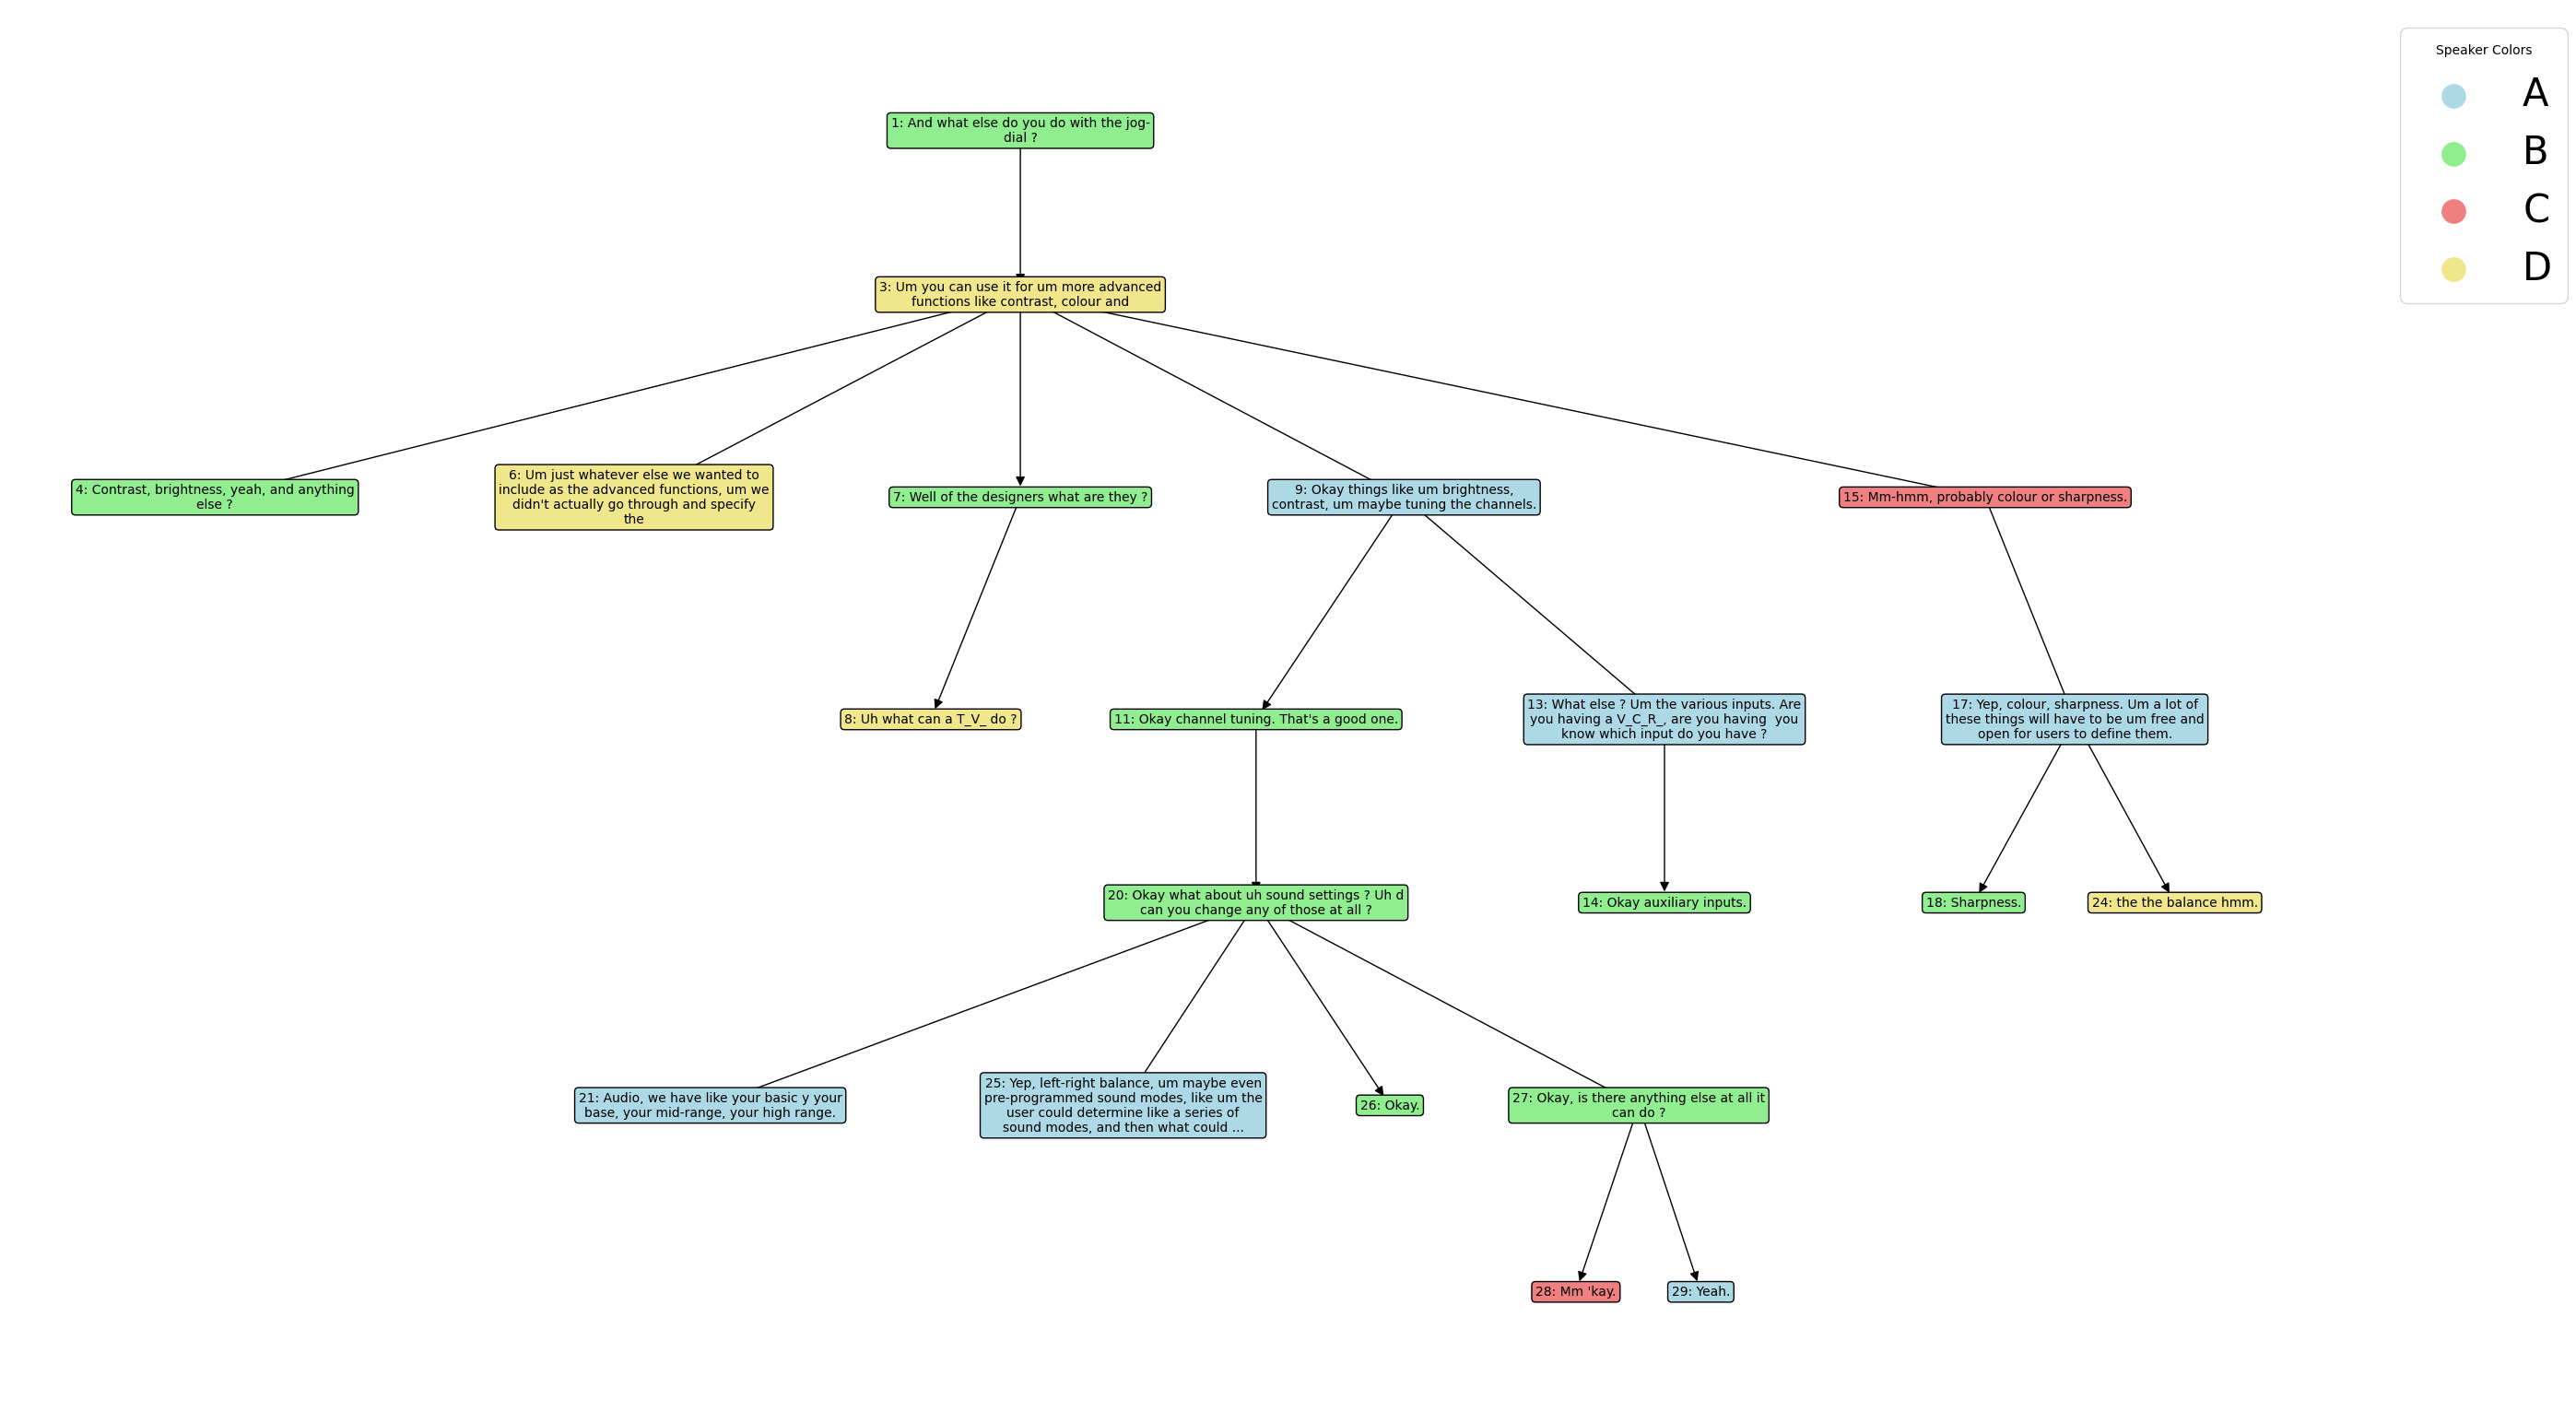 Speaker Colors
A
B
C
D
1: And what else do you do with the jog-
dial ?
3: Um you can use it for um more advanced
functions like contrast, colour and
4: Contrast, brightness, yeah, and anything
else ?
6: Um just whatever else we wanted to
include as the advanced functions, um we
didn't actually go through and specify
the
7: Well of the designers what are they ?
9: Okay things like um brightness,
contrast, um maybe tuning the channels.
15: Mm-hmm, probably colour or sharpness.
8: Uh what can a T_V_ do ?
11: Okay channel tuning. That's a good one.
13: What else ? Um the various inputs. Are
you having a V_C_R_, are you having  you
know which input do you have ?
17: Yep, colour, sharpness. Um a lot of
these things will have to be um free and
open for users to define them.
20: Okay what about uh sound settings ? Uh d
can you change any of those at all ?
14: Okay auxiliary inputs.
18: Sharpness.
24: the the balance hmm.
21: Audio, we have like your basic y your
base, your mid-range, your high range.
25: Yep, left-right balance, um maybe even
pre-programmed sound modes, like um the
user could determine like a series of
sound modes, and then what could ...
26: Okay.
27: Okay, is there anything else at all it
can do ?
28: Mm 'kay.
29: Yeah.